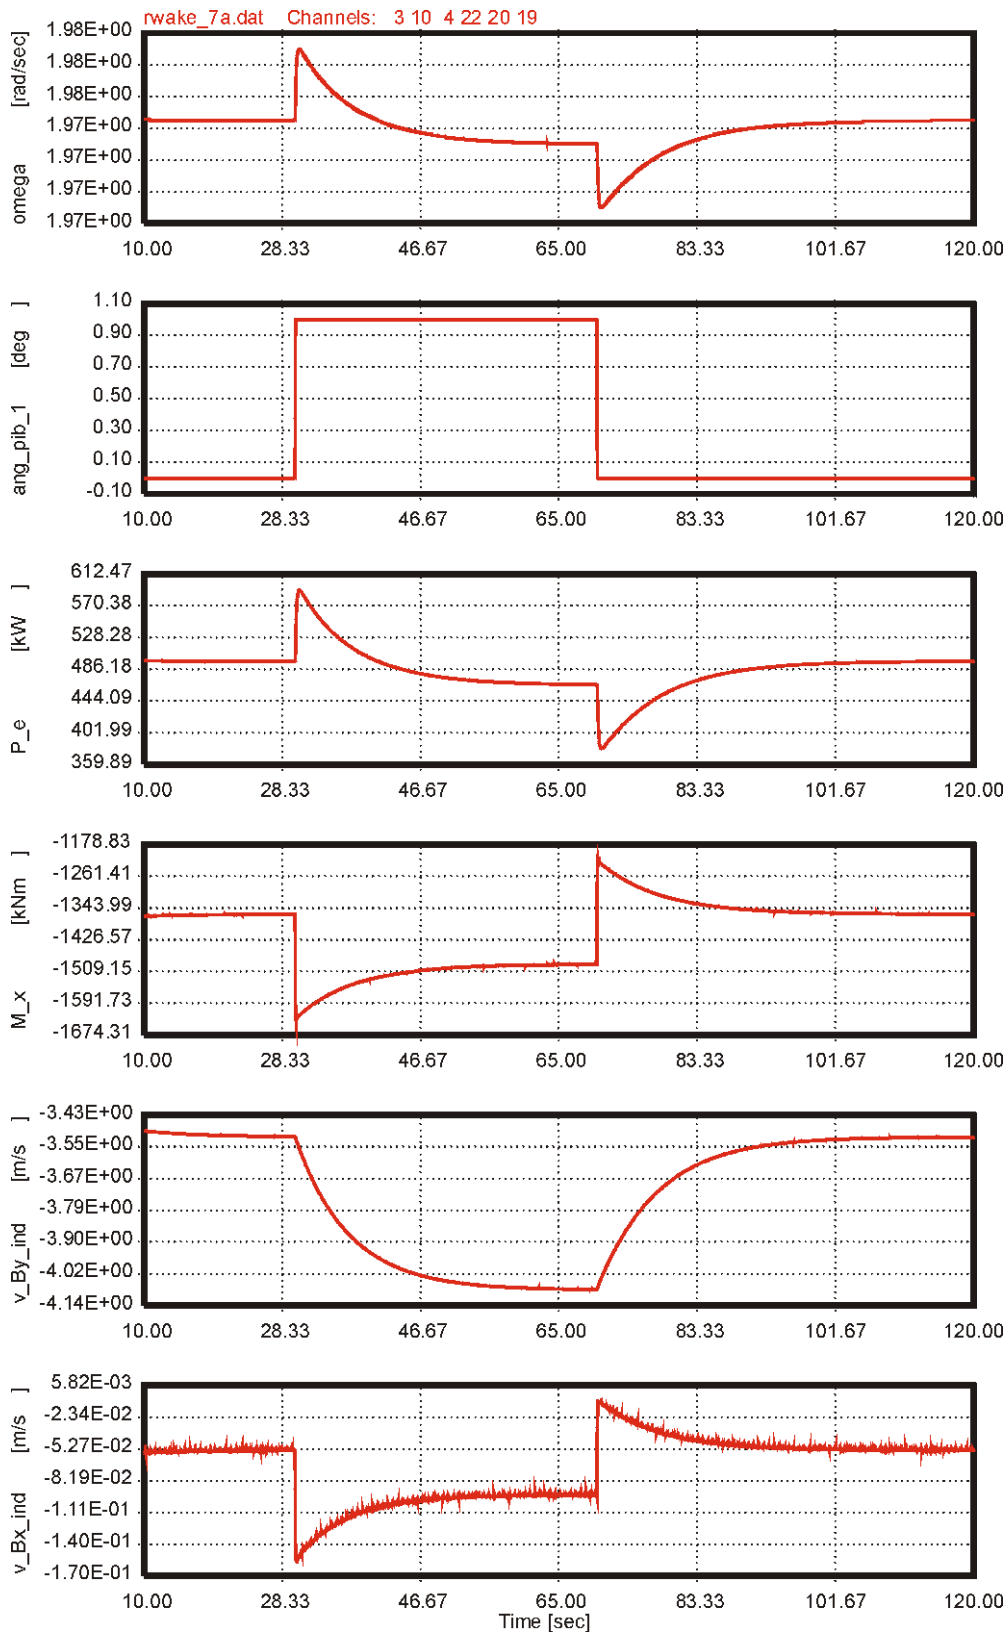 rwake_7a.dat Channels: 3 10 4 22 20 19
omega [rad/sec]
1.98E+00
1.98E+00
1.98E+00
1.97E+00
1.97E+00
1.97E+00
1.97E+00
10.00 28.33 46.67 65.00 83.33 101.67 120.00
ang_pib_1 [deg ]
1.10
0.90
0.70
0.50
0.30
0.10
-0.10
10.00 28.33 46.67 65.00 83.33 101.67 120.00
P_e [kW ]
612.47
570.38
528.28
486.18
444.09
401.99
359.89
10.00 28.33 46.67 65.00 83.33 101.67 120.00
M_x [kNm ]
-1178.83
-1261.41
-1343.99
-1426.57
-1509.15
-1591.73
-1674.31
10.00 28.33 46.67 65.00 83.33 101.67 120.00
v_By_ind [m/s ]
-3.43E+00
-3.55E+00
-3.67E+00
-3.79E+00
-3.90E+00
-4.02E+00
-4.14E+00
10.00 28.33 46.67 65.00 83.33 101.67 120.00
v_Bx_ind [m/s ]
5.82E-03
-2.34E-02
-5.27E-02
-8.19E-02
-1.11E-01
-1.40E-01
-1.70E-01
10.00 28.33 46.67 65.00 83.33 101.67 120.00
Time [sec]